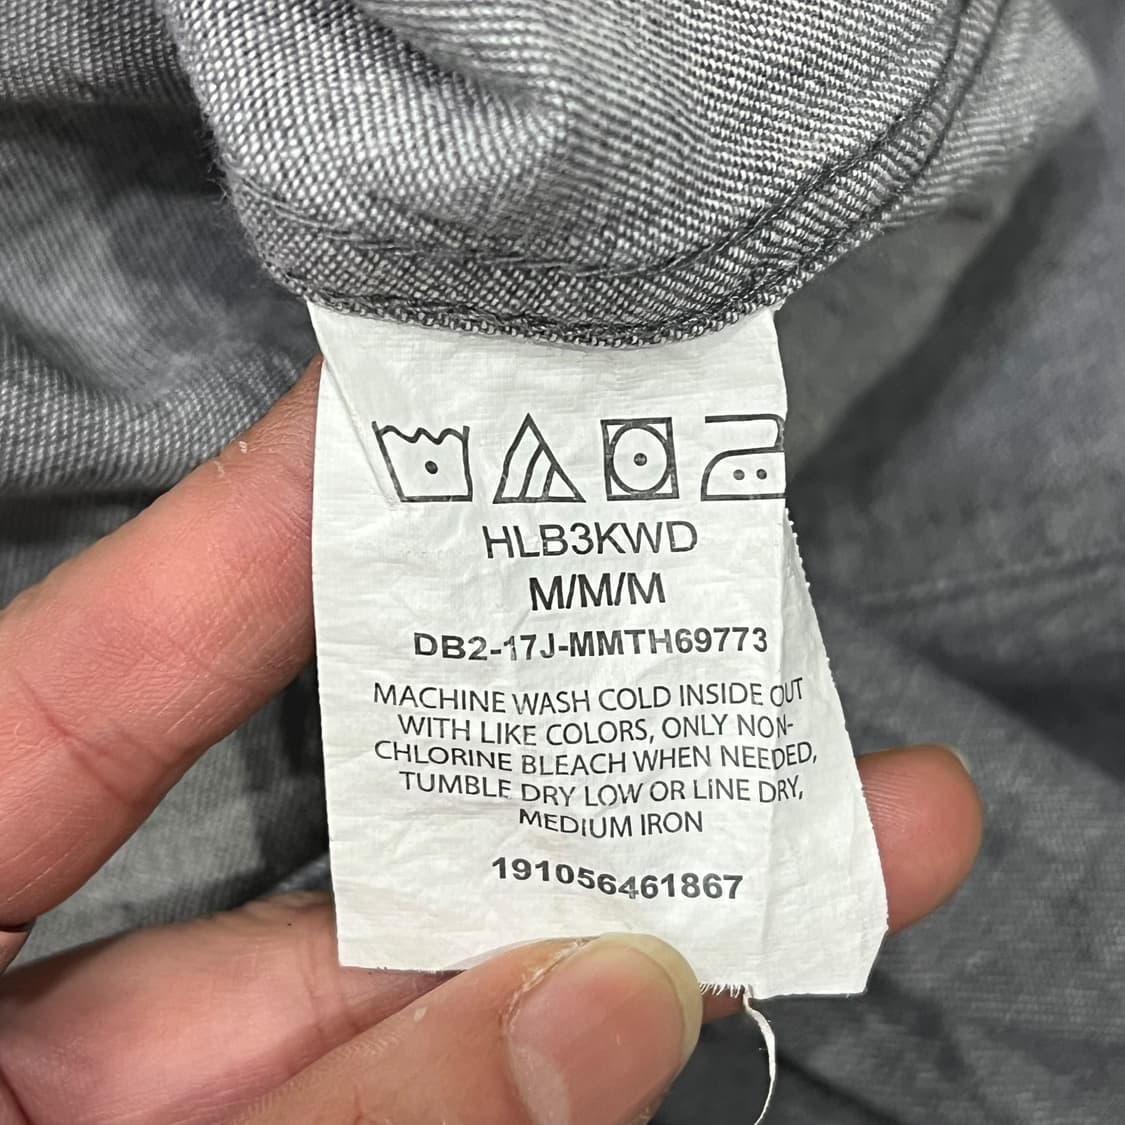 HLB3KWD
M/M/M
DB2-17J-MMTH69773
MACHINE WASH COLD INSIDE OUT
WITH LIKE COLORS, ONLY NON-
CHLORINE BLEACH WHEN NEEDED,
TUMBLE DRY LOW OR LINE DRY,
MEDIUM IRON
191056461867